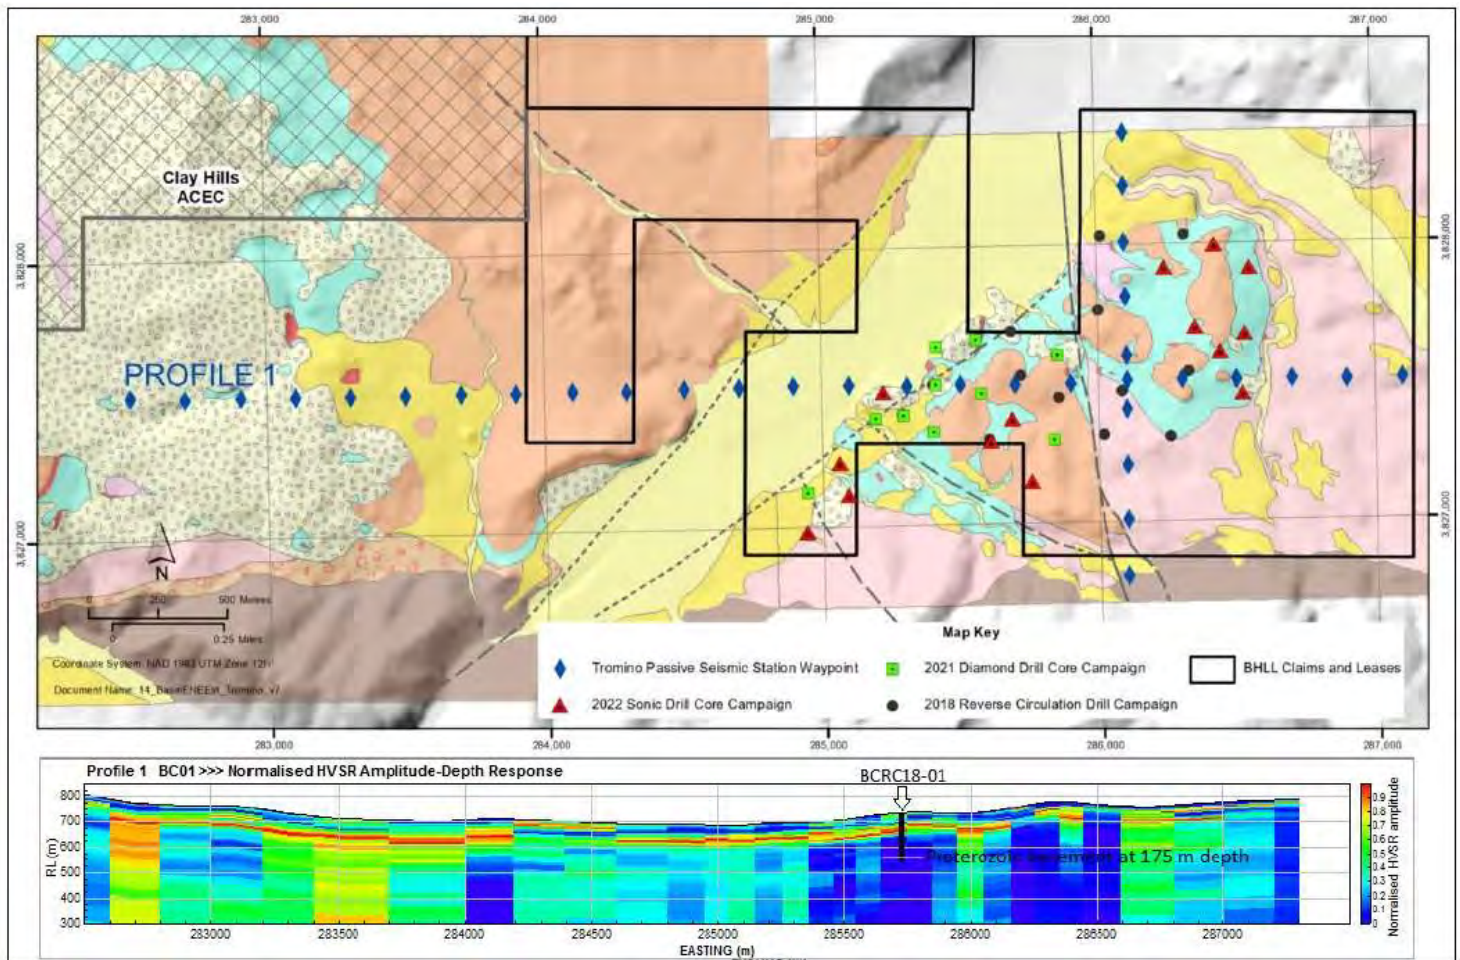 283,000 284,000 285,000 286,000 287,000
Clay Hills
ACEC
3,828,000 3,828,000
PROFILE 1
3,827,000 3,827,000
N
0 250 500 Metres
0 0.25 Miles
Coordinate System: NAD 1983 UTM Zone 12N
Map Key
Tromino Passive Seismic Station Waypoint
2021 Diamond Drill Core Campaign
BHLL Claims and Leases
2022 Sonic Drill Core Campaign
2018 Reverse Circulation Drill Campaign
283,000 284,000 285,000 286,000 287,000
Profile 1 BC01 >>> Normalised HVSR Amplitude-Depth Response
BCRC18-01
800
700
600
500
400
300
RL (m)
Proterozoic basement at 175 m depth
0.9
0.8
0.7
0.6
0.5
0.4
0.3
0.2
0.1
0
Normalised HVSR amplitude
283000 283500 284000 284500 285000 285500 286000 286500 287000
EASTING (m)